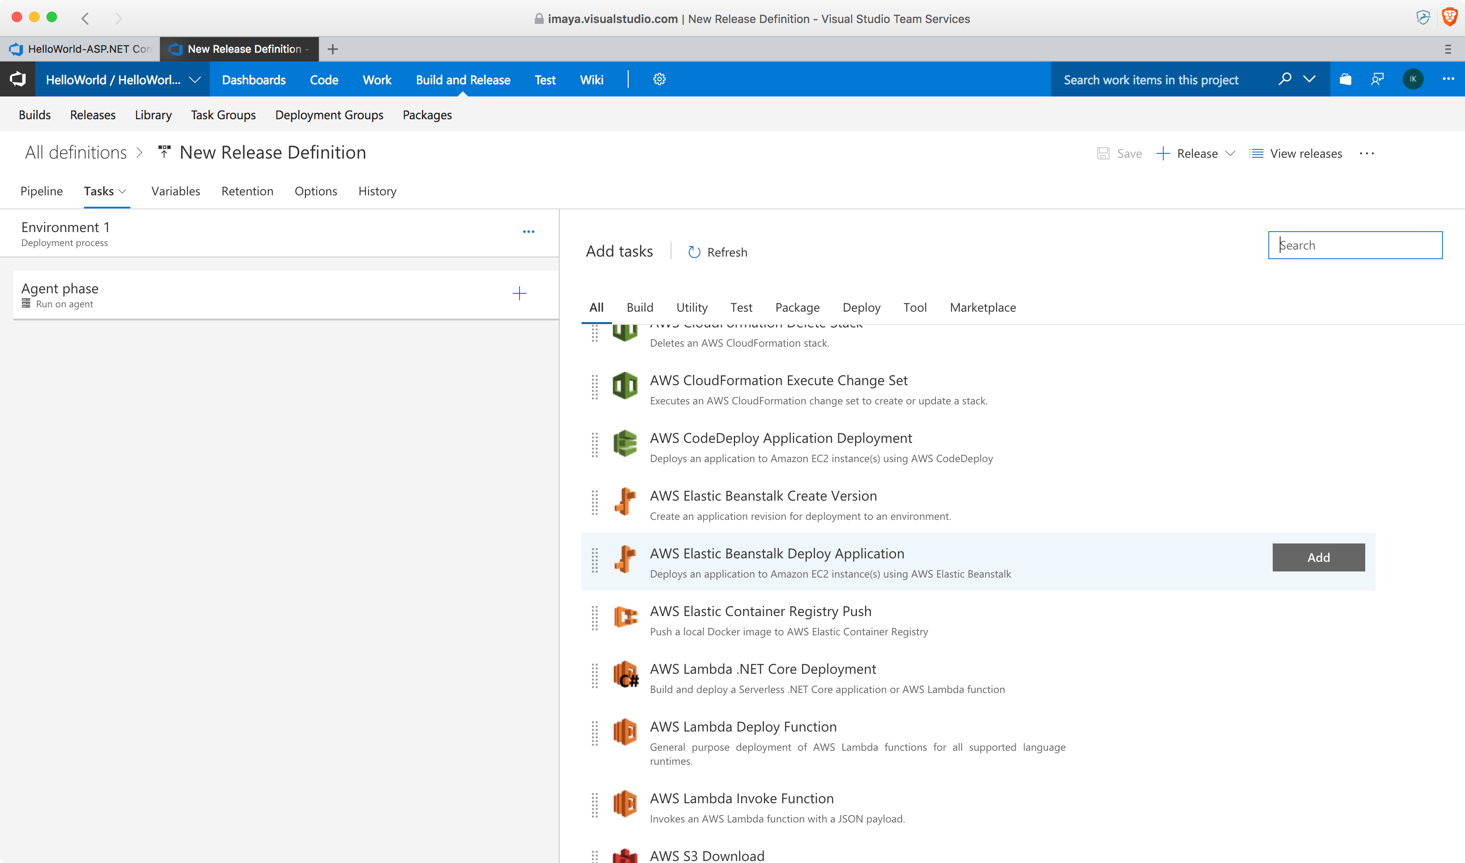 imaya.visualstudio.com | New Release Definition - Visual Studio Team Services
HelloWorld-ASP.NET Cor
New Release Definition -
HelloWorld / HelloWorl...
Dashboards
Code
Work
Build and Release
Test
Wiki
Search work items in this project
IK
Builds
Releases
Library
Task Groups
Deployment Groups
Packages
All definitions
New Release Definition
Save
Release
View releases
Pipeline
Tasks
Variables
Retention
Options
History
Environment 1
Deployment process
Agent phase
Run on agent
Add tasks
Refresh
Search
All
Build
Utility
Test
Package
Deploy
Tool
Marketplace
AWS CloudFormation Delete Stack
Deletes an AWS CloudFormation stack.
AWS CloudFormation Execute Change Set
Executes an AWS CloudFormation change set to create or update a stack.
AWS CodeDeploy Application Deployment
Deploys an application to Amazon EC2 instance(s) using AWS CodeDeploy
AWS Elastic Beanstalk Create Version
Create an application revision for deployment to an environment.
AWS Elastic Beanstalk Deploy Application
Deploys an application to Amazon EC2 instance(s) using AWS Elastic Beanstalk
Add
AWS Elastic Container Registry Push
Push a local Docker image to AWS Elastic Container Registry
C#
AWS Lambda .NET Core Deployment
Build and deploy a Serverless .NET Core application or AWS Lambda function
AWS Lambda Deploy Function
General purpose deployment of AWS Lambda functions for all supported language
runtimes.
AWS Lambda Invoke Function
Invokes an AWS Lambda function with a JSON payload.
AWS S3 Download